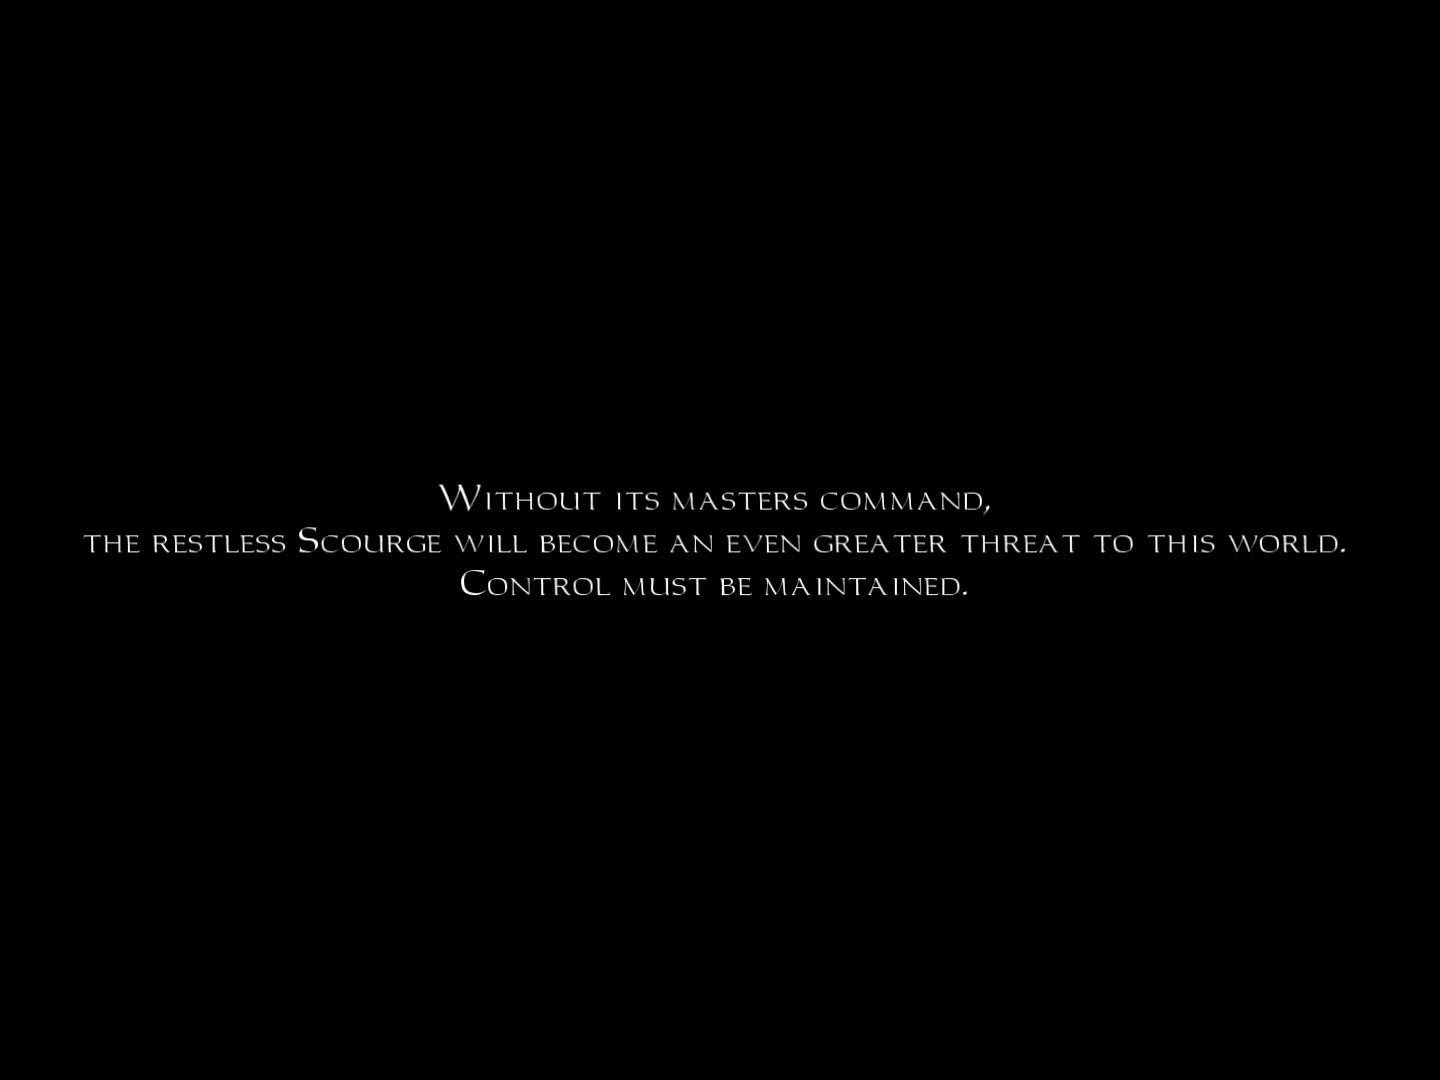 Without its masters command,
the restless Scourge will become an even greater threat to this world.
Control must be maintained.